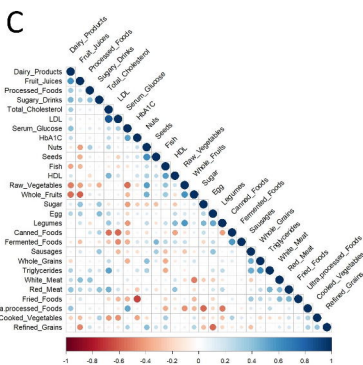 C
Dairy_Products
Fruit_Juices
Processed_Foods
Sugary_Drinks
Total_Cholesterol
LDL
Serum_Glucose
HbA1C
Nuts
Seeds
Fish
HDL
Raw_Vegetables
Whole_Fruits
Sugar
Egg
Legumes
Canned_Foods
Fermented_Foods
Sausages
Whole_Grains
Triglycerides
White_Meat
Red_Meat
Fried_Foods
Ultra.processed_Foods
Cooked_Vegetables
Refined_Grains
Dairy_Products
Fruit_Juices
Processed_Foods
Sugary_Drinks
Total_Cholesterol
LDL
Serum_Glucose
HbA1C
Nuts
Seeds
Fish
HDL
Raw_Vegetables
Whole_Fruits
Sugar
Egg
Legumes
Canned_Foods
Fermented_Foods
Sausages
Whole_Grains
Triglycerides
White_Meat
Red_Meat
Fried_Foods
a.processed_Foods
Cooked_Vegetables
Refined_Grains
-1 -0.8 -0.6 -0.4 -0.2 0 0.2 0.4 0.6 0.8 1